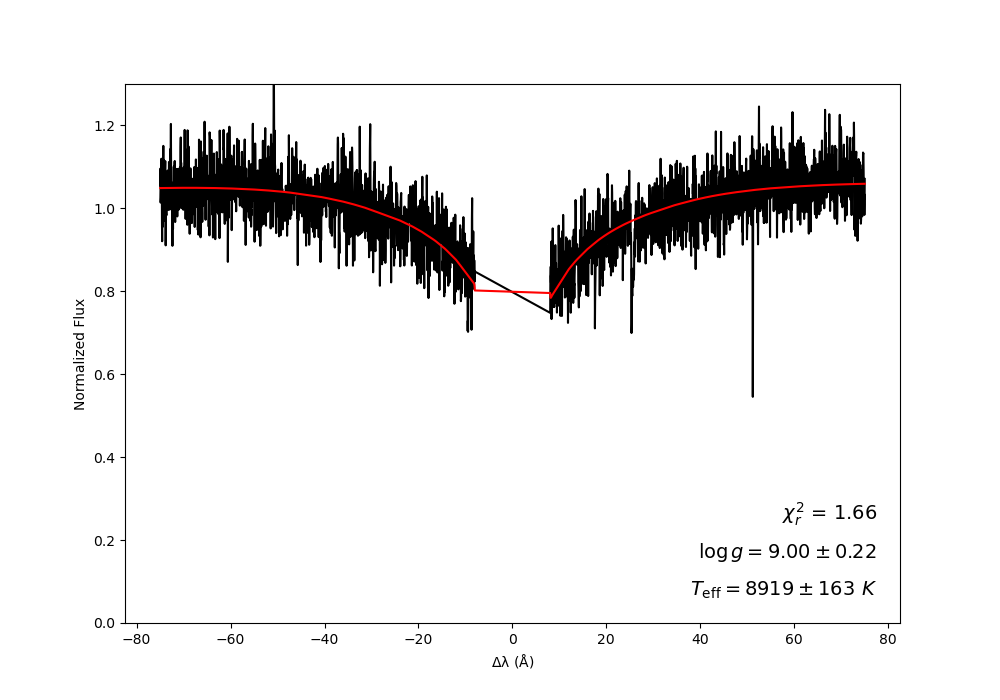 1.2
1.0
0.8
0.6
0.4
0.2
0.0
Normalized Flux
χ²ᵣ = 1.66
log g = 9.00 ± 0.22
T_eff = 8919 ± 163 K
−80 −60 −40 −20 0 20 40 60 80
Δλ (Å)